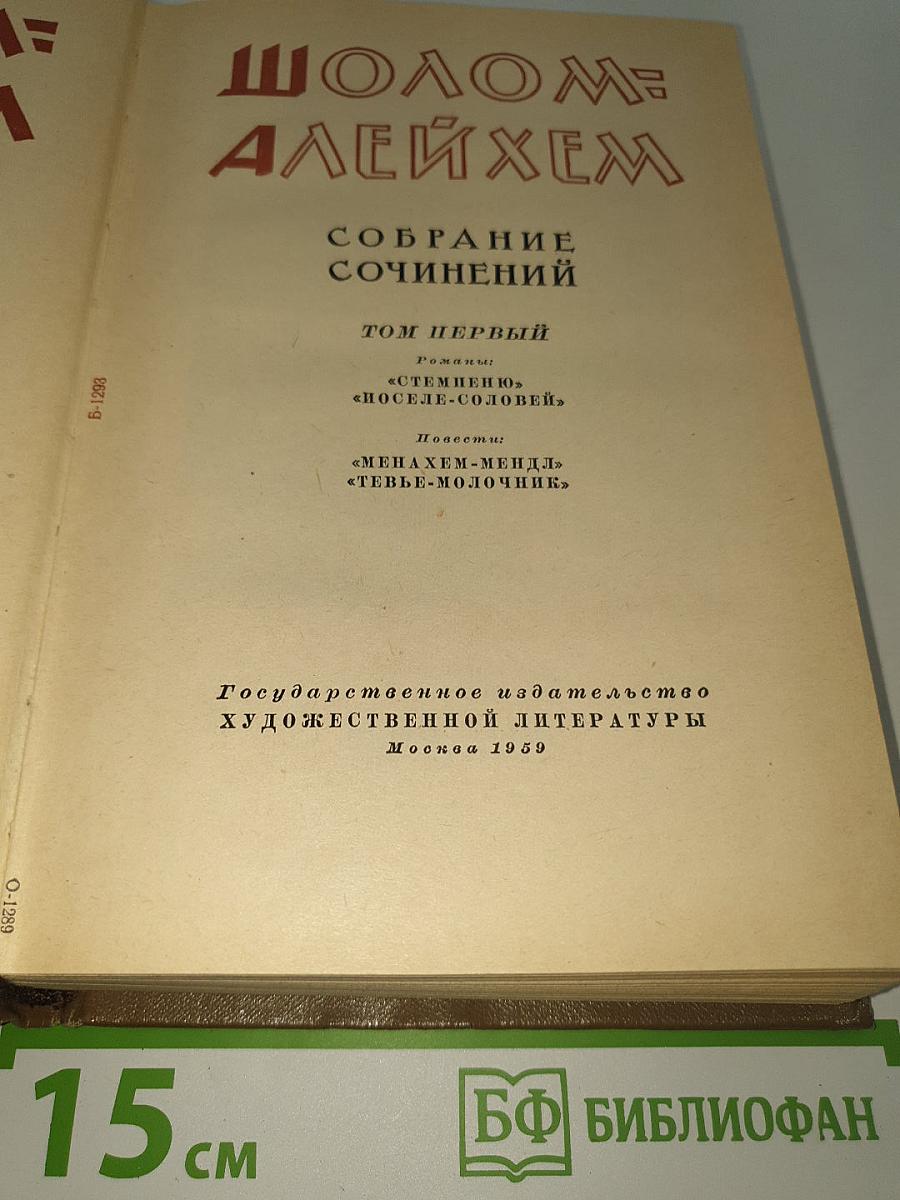 ШОЛОМ=
АЛЕЙХЕМ
СОБРАНИЕ
СОЧИНЕНИЙ
ТОМ ПЕРВЫЙ
Романы:
«СТЕМПЕНЮ»
«ИОСЕЛЕ-СОЛОВЕЙ»
Повести:
«МЕНАХЕМ-МЕНДЛ»
«ТЕВЬЕ-МОЛОЧНИК»
Государственное издательство
ХУДОЖЕСТВЕННОЙ ЛИТЕРАТУРЫ
Москва 1959
Б-1293
О-1289
15 см
БФ БИБЛИОФАН